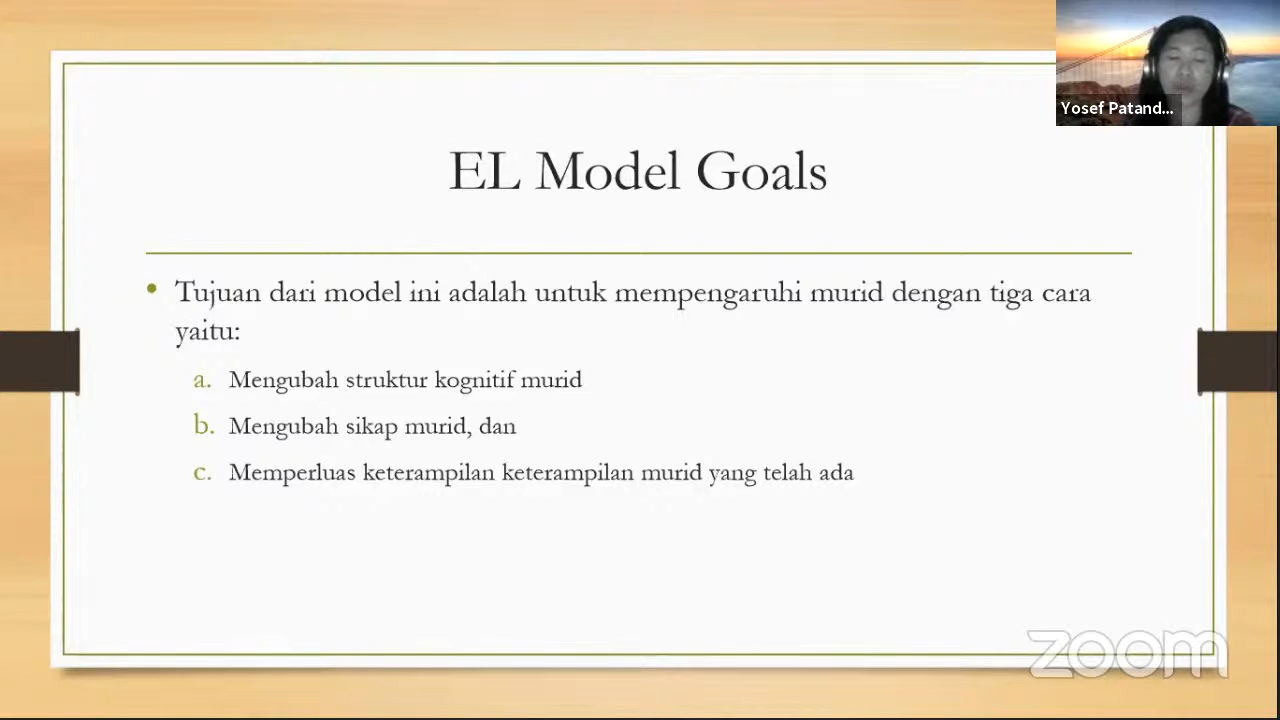 Yosef Patand...
EL Model Goals
• Tujuan dari model ini adalah untuk mempengaruhi murid dengan tiga cara
yaitu:
a. Mengubah struktur kognitif murid
b. Mengubah sikap murid, dan
c. Memperluas keterampilan keterampilan murid yang telah ada
zoom